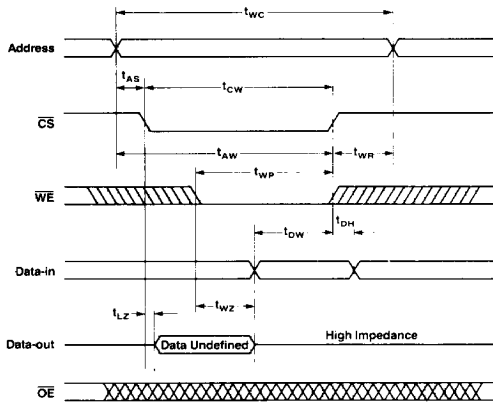 tWC
Address
tAS
tCW
CS
tAW
tWR
tWP
WE
tDW
tDH
Data-in
tLZ
tWZ
High Impedance
Data-out
Data Undefined
OE